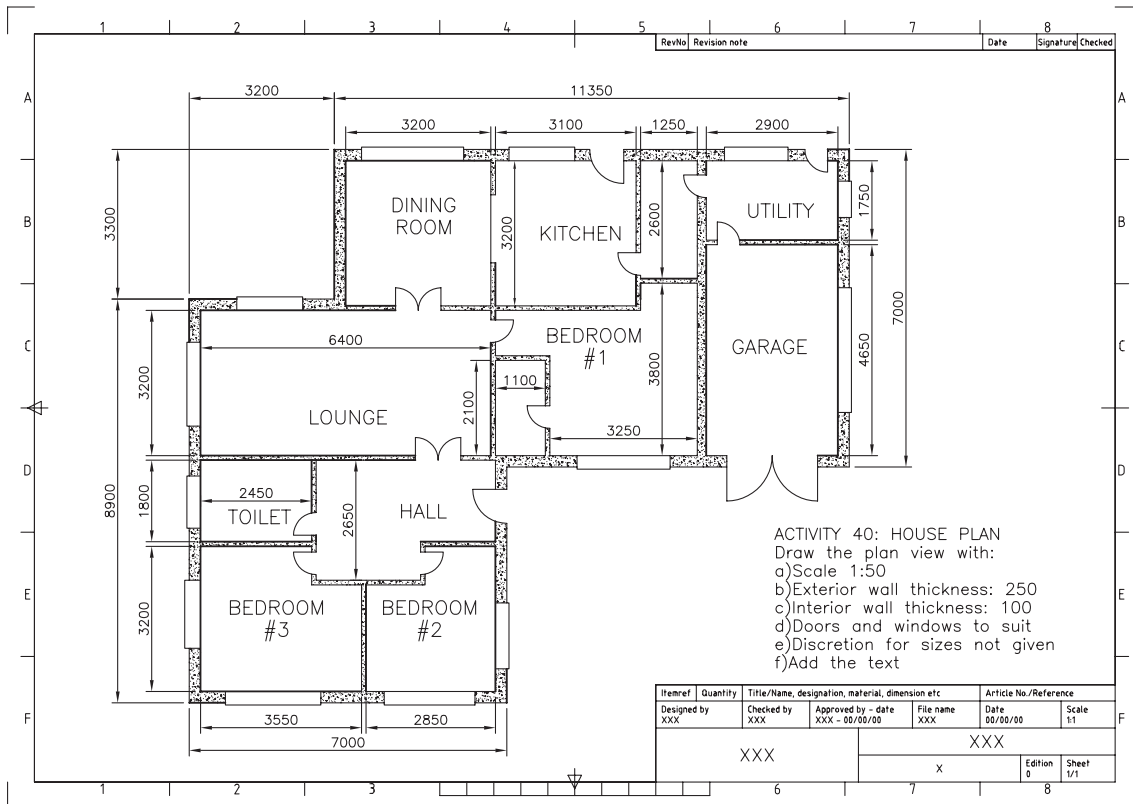 1 2 3 4 5 6 7 8
RevNo Revision note Date Signature Checked
A A
3200 11350
3200 3100 1250 2900
B B
3300
DINING
ROOM
3200
KITCHEN
2600
UTILITY
1750
7000
C C
6400
BEDROOM
#1
GARAGE
4650
3200
3800
1100
2100
LOUNGE
3250
D D
8900
1800
2450
TOILET
2650
HALL
ACTIVITY 40: HOUSE PLAN
Draw the plan view with:
a)Scale 1:50
b)Exterior wall thickness: 250
c)Interior wall thickness: 100
d)Doors and windows to suit
e)Discretion for sizes not given
f)Add the text
E E
3200
BEDROOM
#3
BEDROOM
#2
F F
3550 2850
7000
Itemref Quantity Title/Name, designation, material, dimension etc Article No./Reference
Designed by Checked by Approved by - date File name Date Scale
XXX XXX XXX - 00/00/00 XXX 00/00/00 1:1
XXX XXX
X Edition Sheet
0 1/1
1 2 3 6 7 8